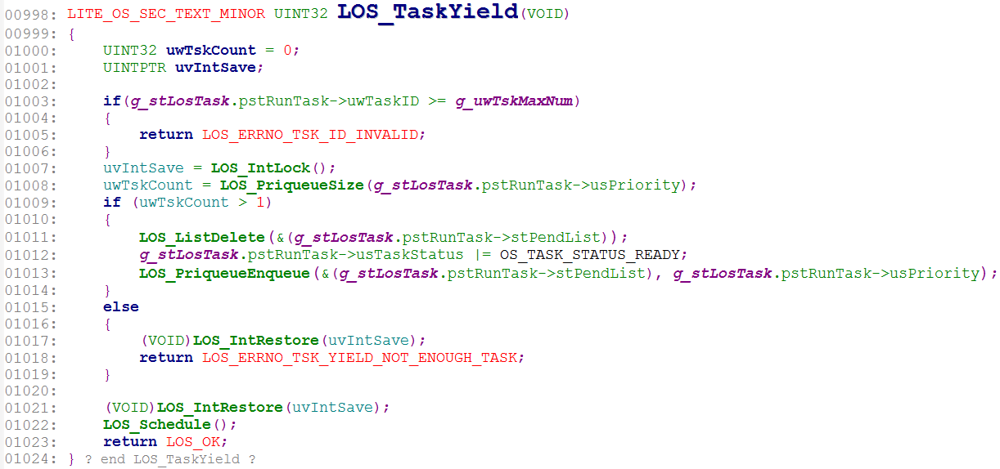 00998: LITE_OS_SEC_TEXT_MINOR UINT32 LOS_TaskYield(VOID)
00999: {
01000:     UINT32 uwTskCount = 0;
01001:     UINTPTR uvIntSave;
01002:
01003:     if(g_stLosTask.pstRunTask->uwTaskID >= g_uwTskMaxNum)
01004:     {
01005:         return LOS_ERRNO_TSK_ID_INVALID;
01006:     }
01007:     uvIntSave = LOS_IntLock();
01008:     uwTskCount = LOS_PriqueueSize(g_stLosTask.pstRunTask->usPriority);
01009:     if (uwTskCount > 1)
01010:     {
01011:         LOS_ListDelete(&(g_stLosTask.pstRunTask->stPendList));
01012:         g_stLosTask.pstRunTask->usTaskStatus |= OS_TASK_STATUS_READY;
01013:         LOS_PriqueueEnqueue(&(g_stLosTask.pstRunTask->stPendList), g_stLosTask.pstRunTask->usPriority);
01014:     }
01015:     else
01016:     {
01017:         (VOID)LOS_IntRestore(uvIntSave);
01018:         return LOS_ERRNO_TSK_YIELD_NOT_ENOUGH_TASK;
01019:     }
01020:
01021:     (VOID)LOS_IntRestore(uvIntSave);
01022:     LOS_Schedule();
01023:     return LOS_OK;
01024: } ? end LOS_TaskYield ?